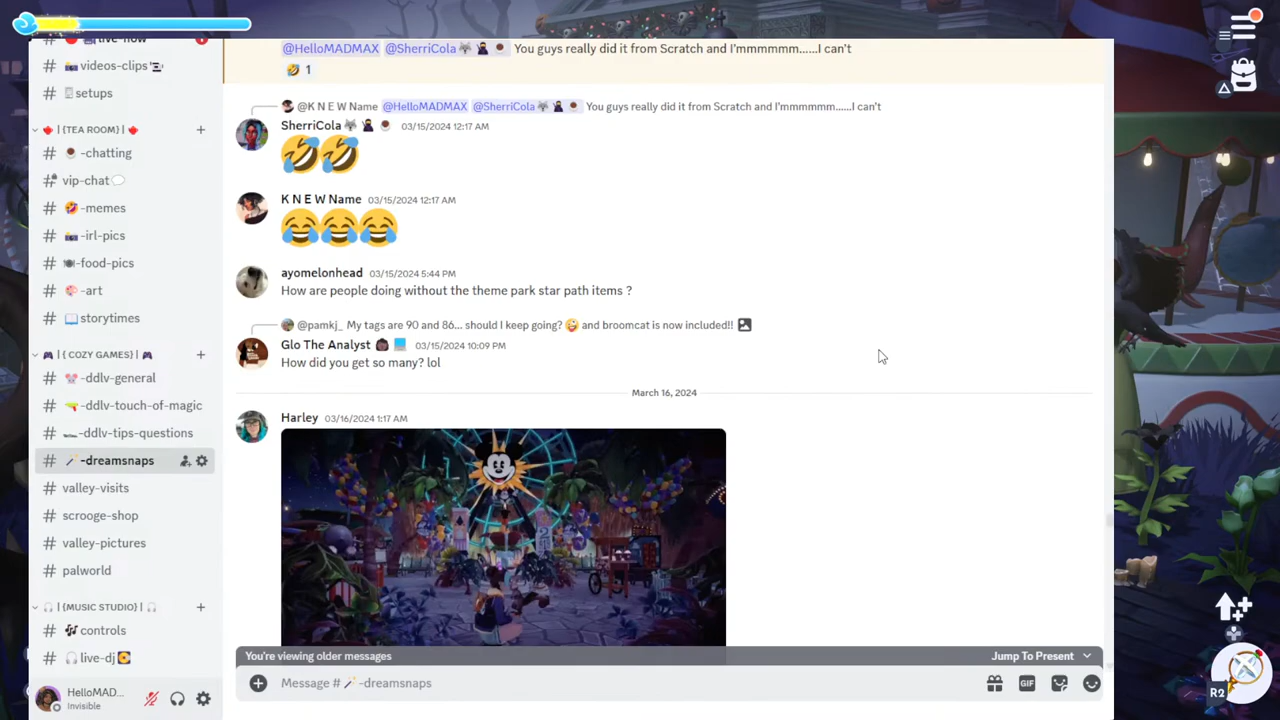 live-now
videos-clips
setups
| {TEA ROOM} |
-chatting
vip-chat
-memes
-irl-pics
-food-pics
-art
storytimes
| { COZY GAMES} |
-ddlv-general
-ddlv-touch-of-magic
-ddlv-tips-questions
-dreamsnaps
valley-visits
scrooge-shop
valley-pictures
palworld
| {MUSIC STUDIO} |
controls
live-dj
HelloMAD...
Invisible
@HelloMADMAX @SherriCola You guys really did it from Scratch and I'mmmmmm......I can't
1
@K N E W Name @HelloMADMAX @SherriCola You guys really did it from Scratch and I'mmmmmm......I can't
SherriCola 03/15/2024 12:17 AM
K N E W Name 03/15/2024 12:17 AM
ayomelonhead 03/15/2024 5:44 PM
How are people doing without the theme park star path items ?
@pamkj_ My tags are 90 and 86... should I keep going? and broomcat is now included!!
Glo The Analyst 03/15/2024 10:09 PM
How did you get so many? lol
March 16, 2024
Harley 03/16/2024 1:17 AM
You're viewing older messages
Jump To Present
Message # -dreamsnaps
GIF
R2